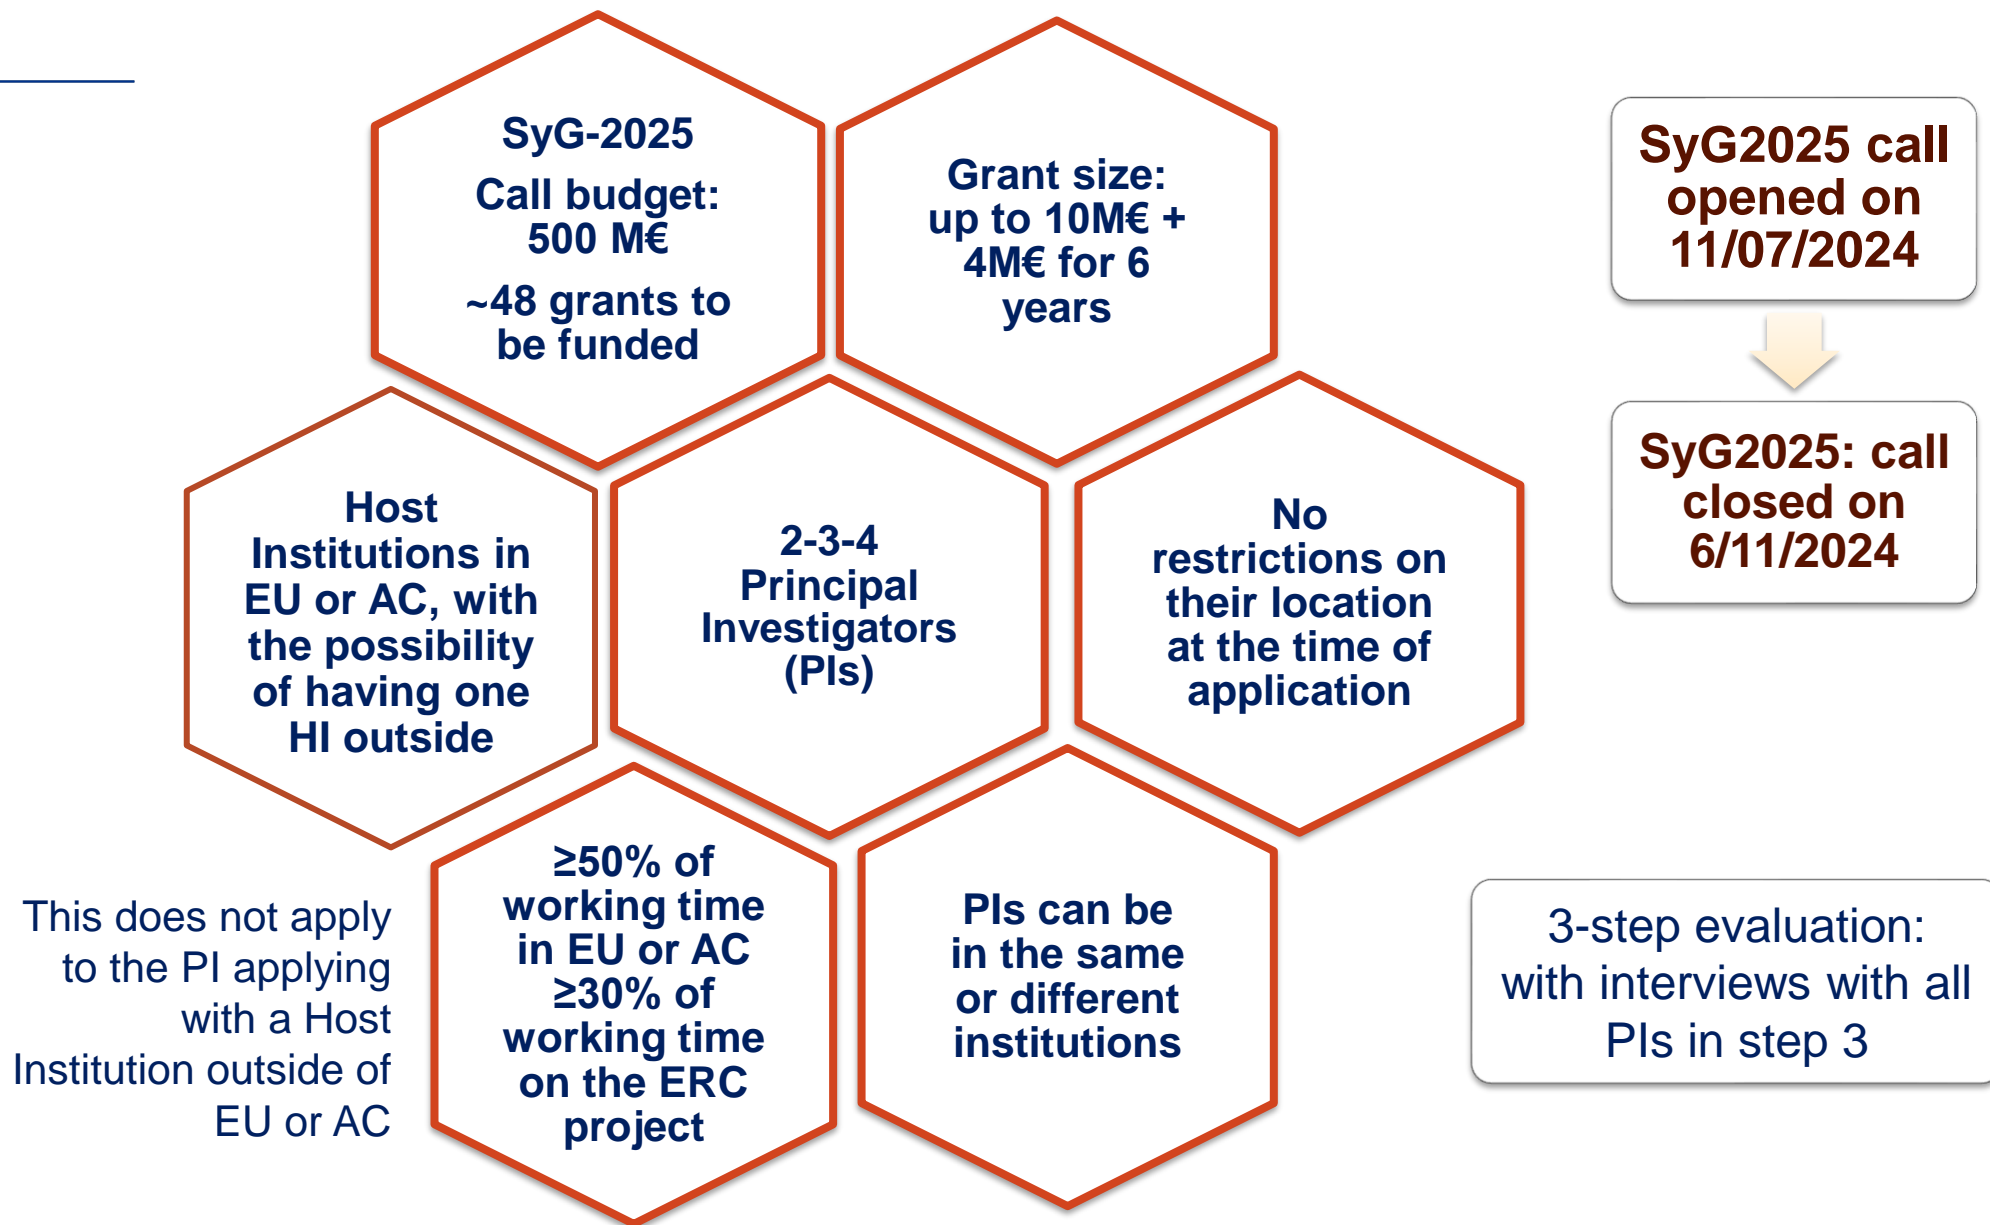 SyG-2025
Call budget:
500 M€
~48 grants to
be funded
Grant size:
up to 10M€ +
4M€ for 6
years
SyG2025 call
opened on
11/07/2024
SyG2025: call
closed on
6/11/2024
Host
Institutions in
EU or AC, with
the possibility
of having one
HI outside
2-3-4
Principal
Investigators
(PIs)
No
restrictions on
their location
at the time of
application
This does not apply
to the PI applying
with a Host
Institution outside of
EU or AC
≥50% of
working time
in EU or AC
≥30% of
working time
on the ERC
project
PIs can be
in the same
or different
institutions
3-step evaluation:
with interviews with all
PIs in step 3